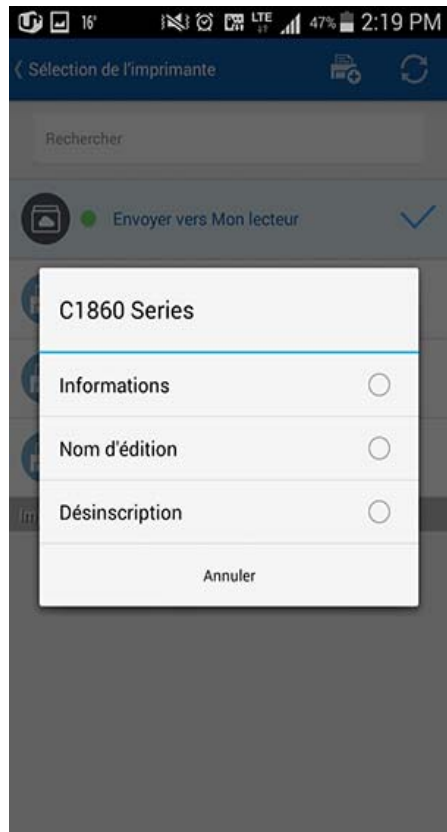 16°
LTE
47% 2:19 PM
Sélection de l'imprimante
Rechercher
Envoyer vers Mon lecteur
C1860 Series
Informations
Nom d'édition
Désinscription
Annuler